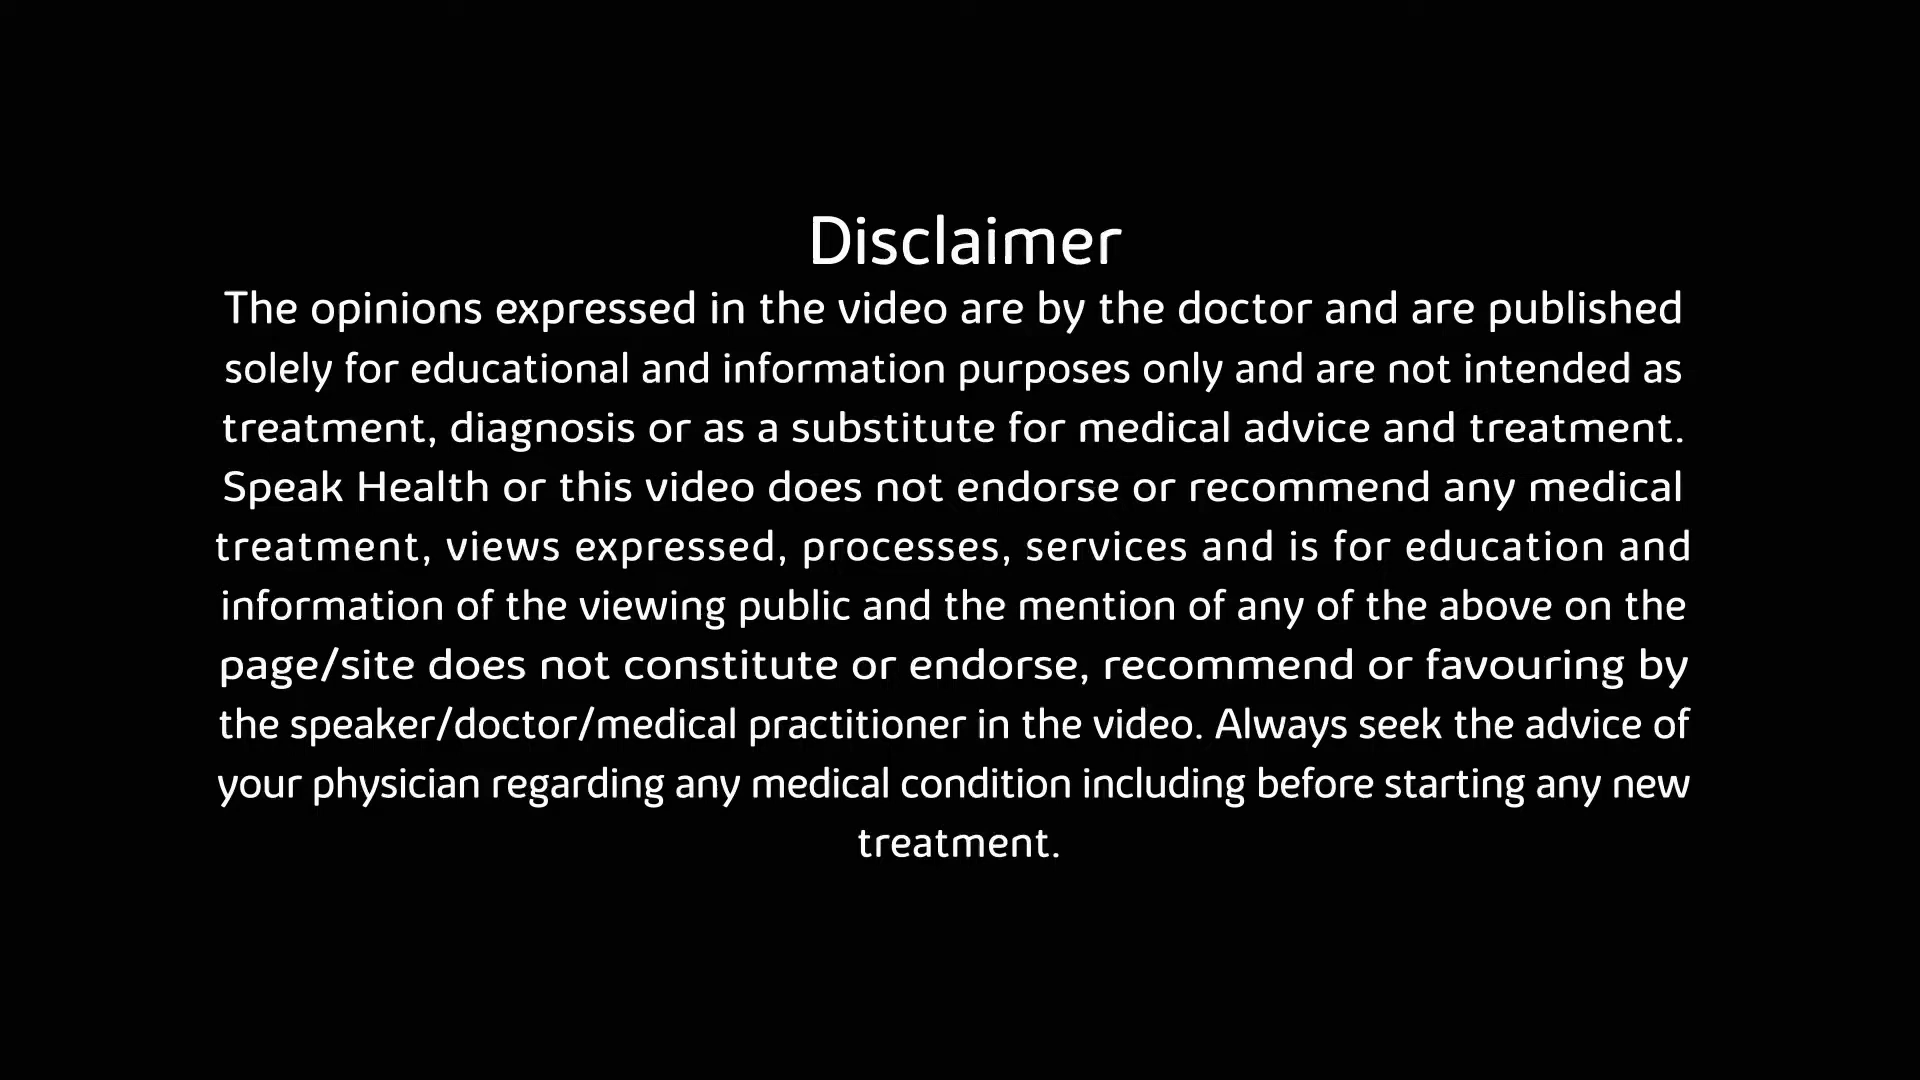 Disclaimer
The opinions expressed in the video are by the doctor and are published
solely for educational and information purposes only and are not intended as
treatment, diagnosis or as a substitute for medical advice and treatment.
Speak Health or this video does not endorse or recommend any medical
treatment, views expressed, processes, services and is for education and
information of the viewing public and the mention of any of the above on the
page/site does not constitute or endorse, recommend or favouring by
the speaker/doctor/medical practitioner in the video. Always seek the advice of
your physician regarding any medical condition including before starting any new
treatment.